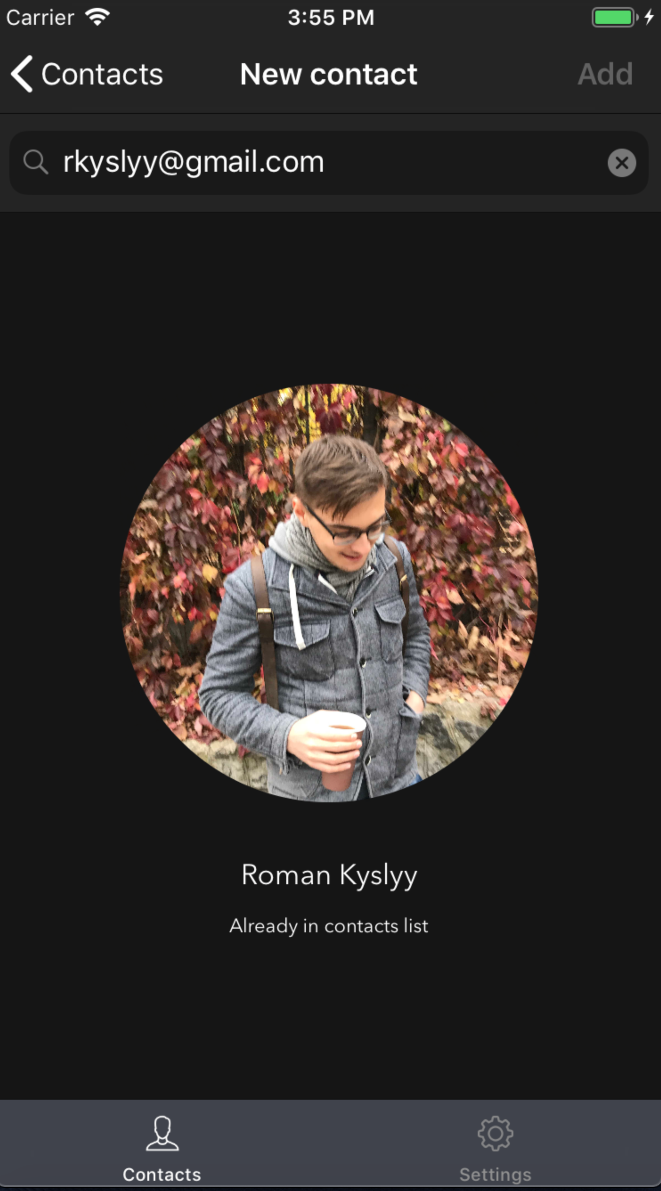 Carrier 3:55 PM
Contacts New contact Add
rkyslyy@gmail.com
Roman Kyslyy
Already in contacts list
Contacts Settings